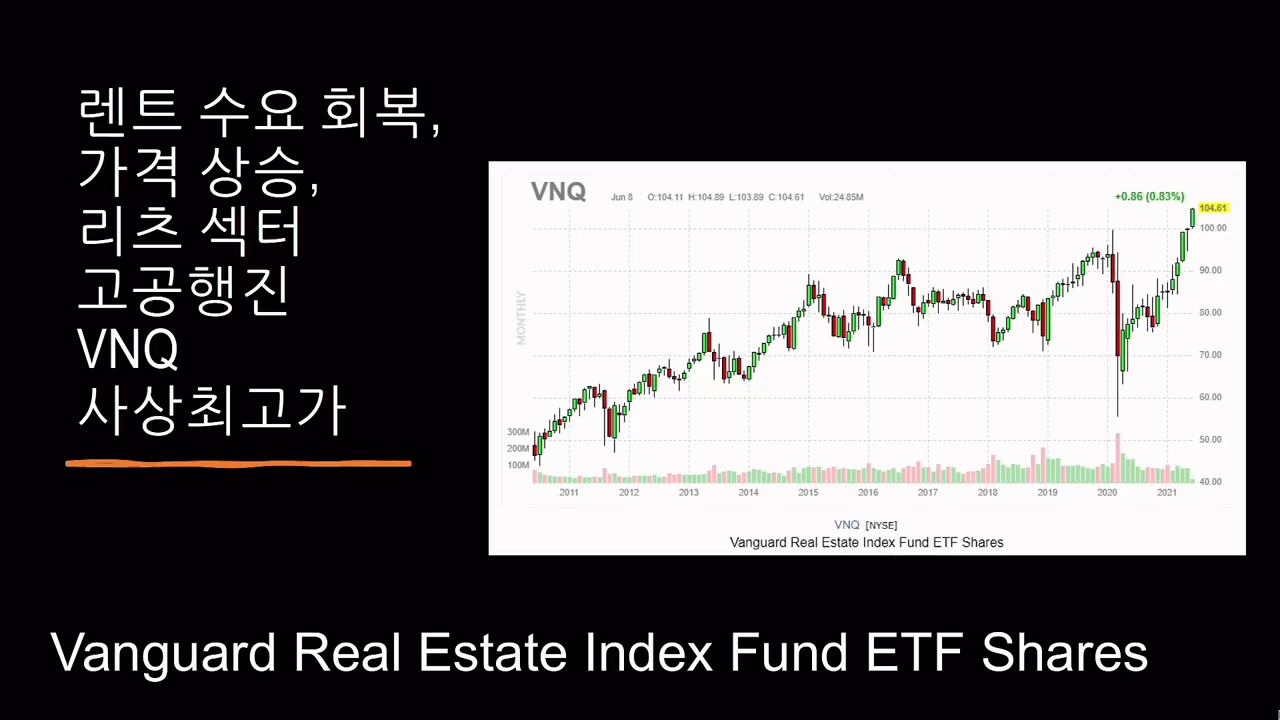 렌트 수요 회복,
가격 상승,
리츠 섹터
고공행진
VNQ
사상최고가
VNQ Jun 8 O:104.11 H:104.89 L:103.89 C:104.61 Vol:24.85M +0.86 (0.83%)
104.61
100.00
90.00
80.00
70.00
60.00
50.00
40.00
MONTHLY
300M
200M
100M
2011 2012 2013 2014 2015 2016 2017 2018 2019 2020 2021
VNQ [NYSE]
Vanguard Real Estate Index Fund ETF Shares
Vanguard Real Estate Index Fund ETF Shares